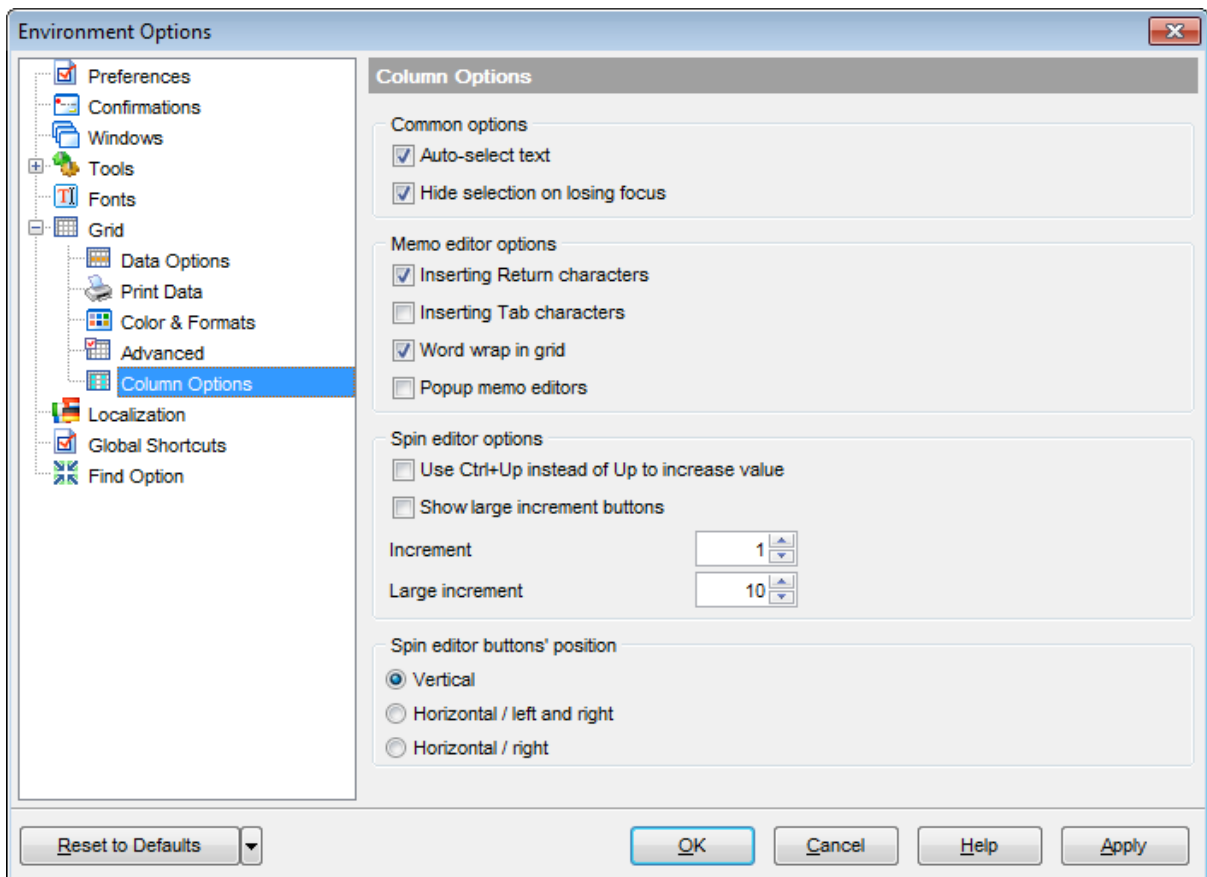 Environment Options
Preferences
Confirmations
Windows
Tools
Fonts
Grid
Data Options
Print Data
Color & Formats
Advanced
Column Options
Localization
Global Shortcuts
Find Option
Column Options
Common options
Auto-select text
Hide selection on losing focus
Memo editor options
Inserting Return characters
Inserting Tab characters
Word wrap in grid
Popup memo editors
Spin editor options
Use Ctrl+Up instead of Up to increase value
Show large increment buttons
Increment 1
Large increment 10
Spin editor buttons' position
Vertical
Horizontal / left and right
Horizontal / right
Reset to Defaults OK Cancel Help Apply